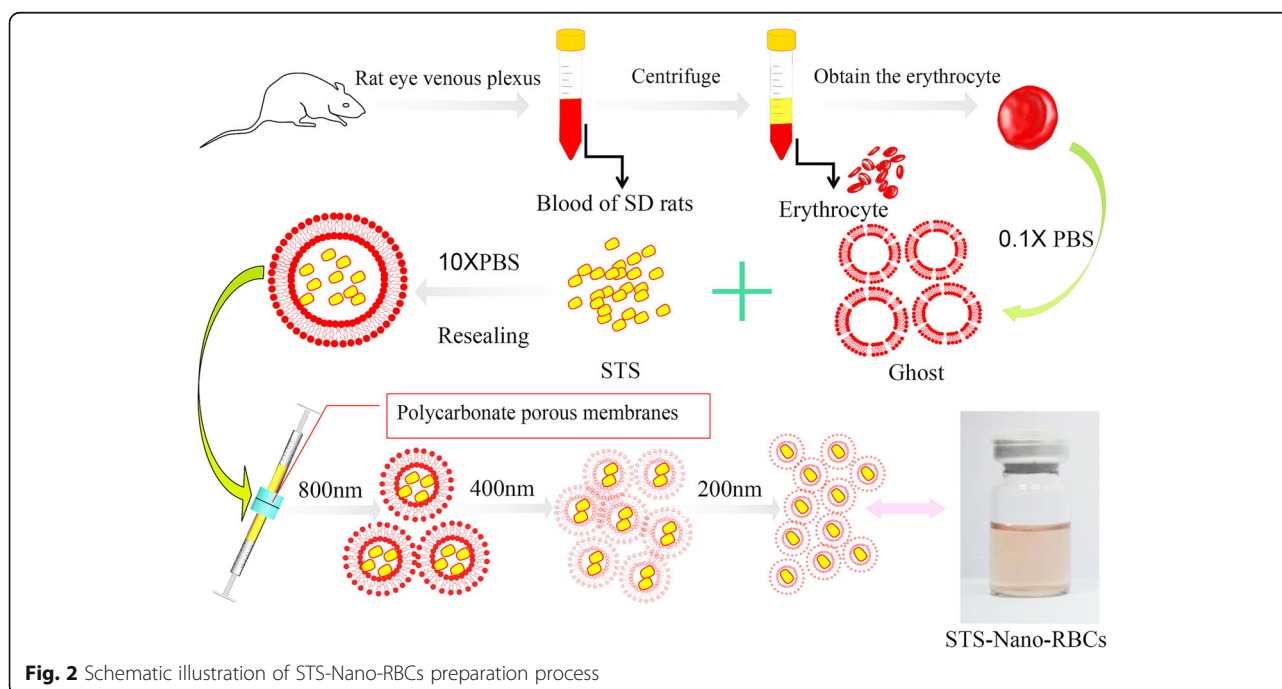 Rat eye venous plexus
Centrifuge
Obtain the erythrocyte
Blood of SD rats
Erythrocyte
0.1X PBS
10XPBS
Resealing
STS
Ghost
Polycarbonate porous membranes
800nm
400nm
200nm
STS-Nano-RBCs
Fig. 2 Schematic illustration of STS-Nano-RBCs preparation process